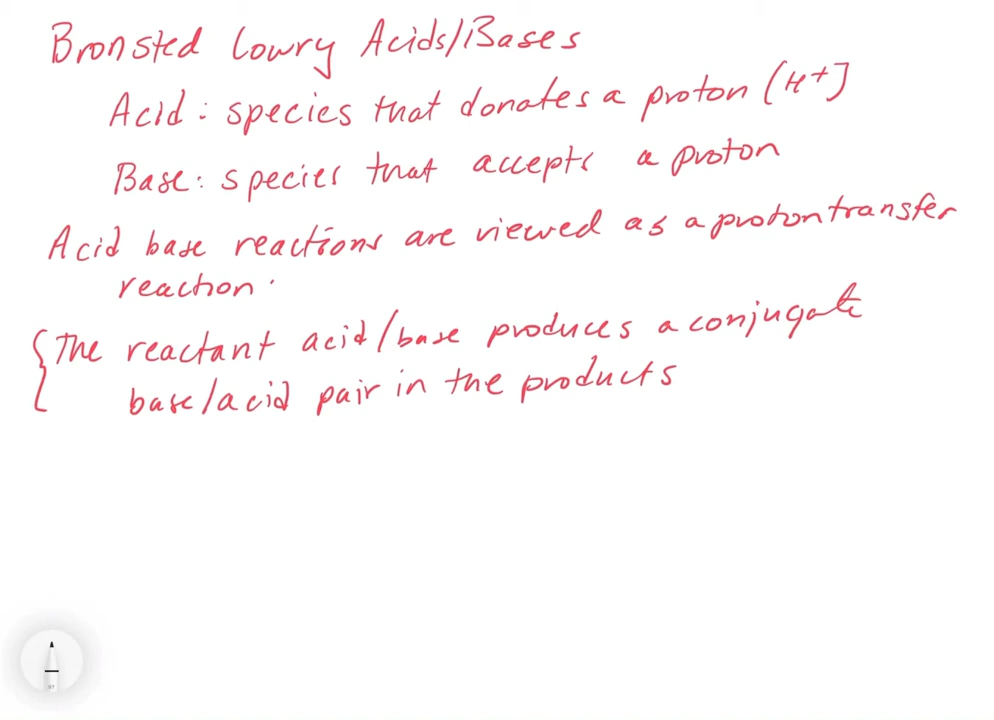 Bronsted Lowry Acids/Bases
Acid: species that donates a proton (H+)
Base: species that accepts a proton
Acid base reactions are viewed as a proton transfer
reaction.
The reactant acid/base produces a conjugate
base/acid pair in the products